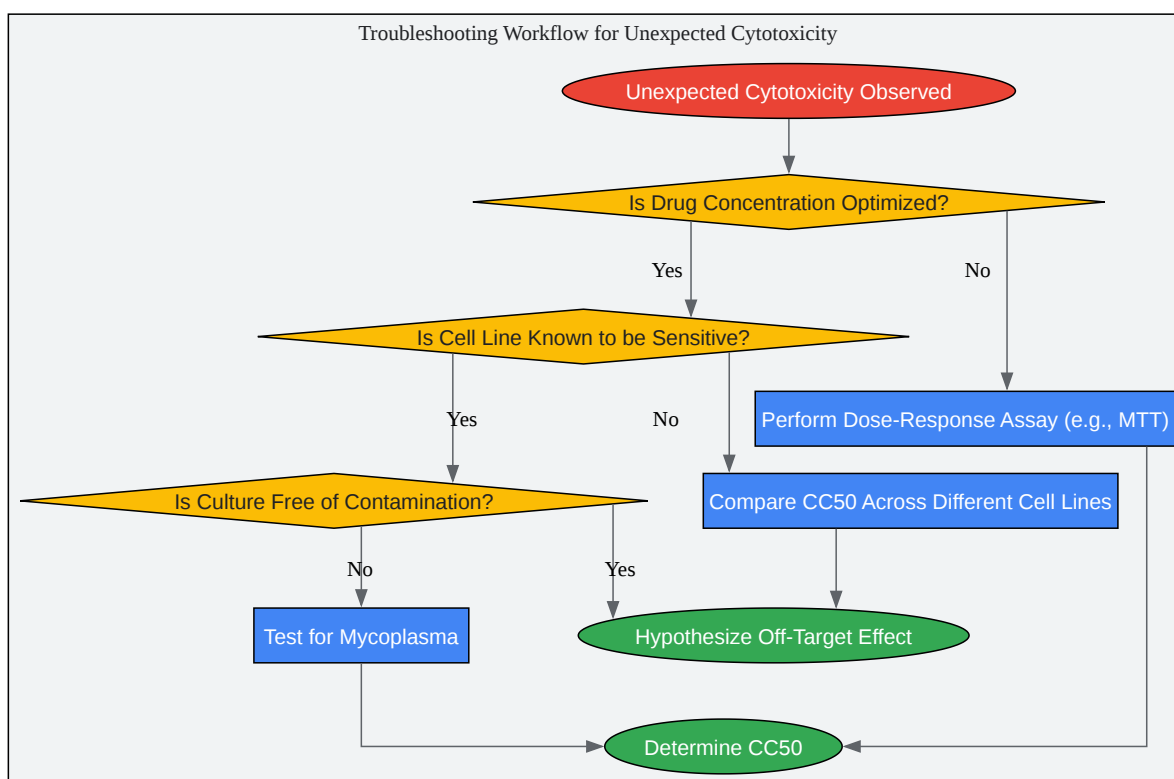 Troubleshooting Workflow for Unexpected Cytotoxicity
Unexpected Cytotoxicity Observed
Is Drug Concentration Optimized?
Yes
No
Is Cell Line Known to be Sensitive?
Yes
No
Perform Dose-Response Assay (e.g., MTT)
Is Culture Free of Contamination?
Compare CC50 Across Different Cell Lines
No
Yes
Test for Mycoplasma
Hypothesize Off-Target Effect
Determine CC50